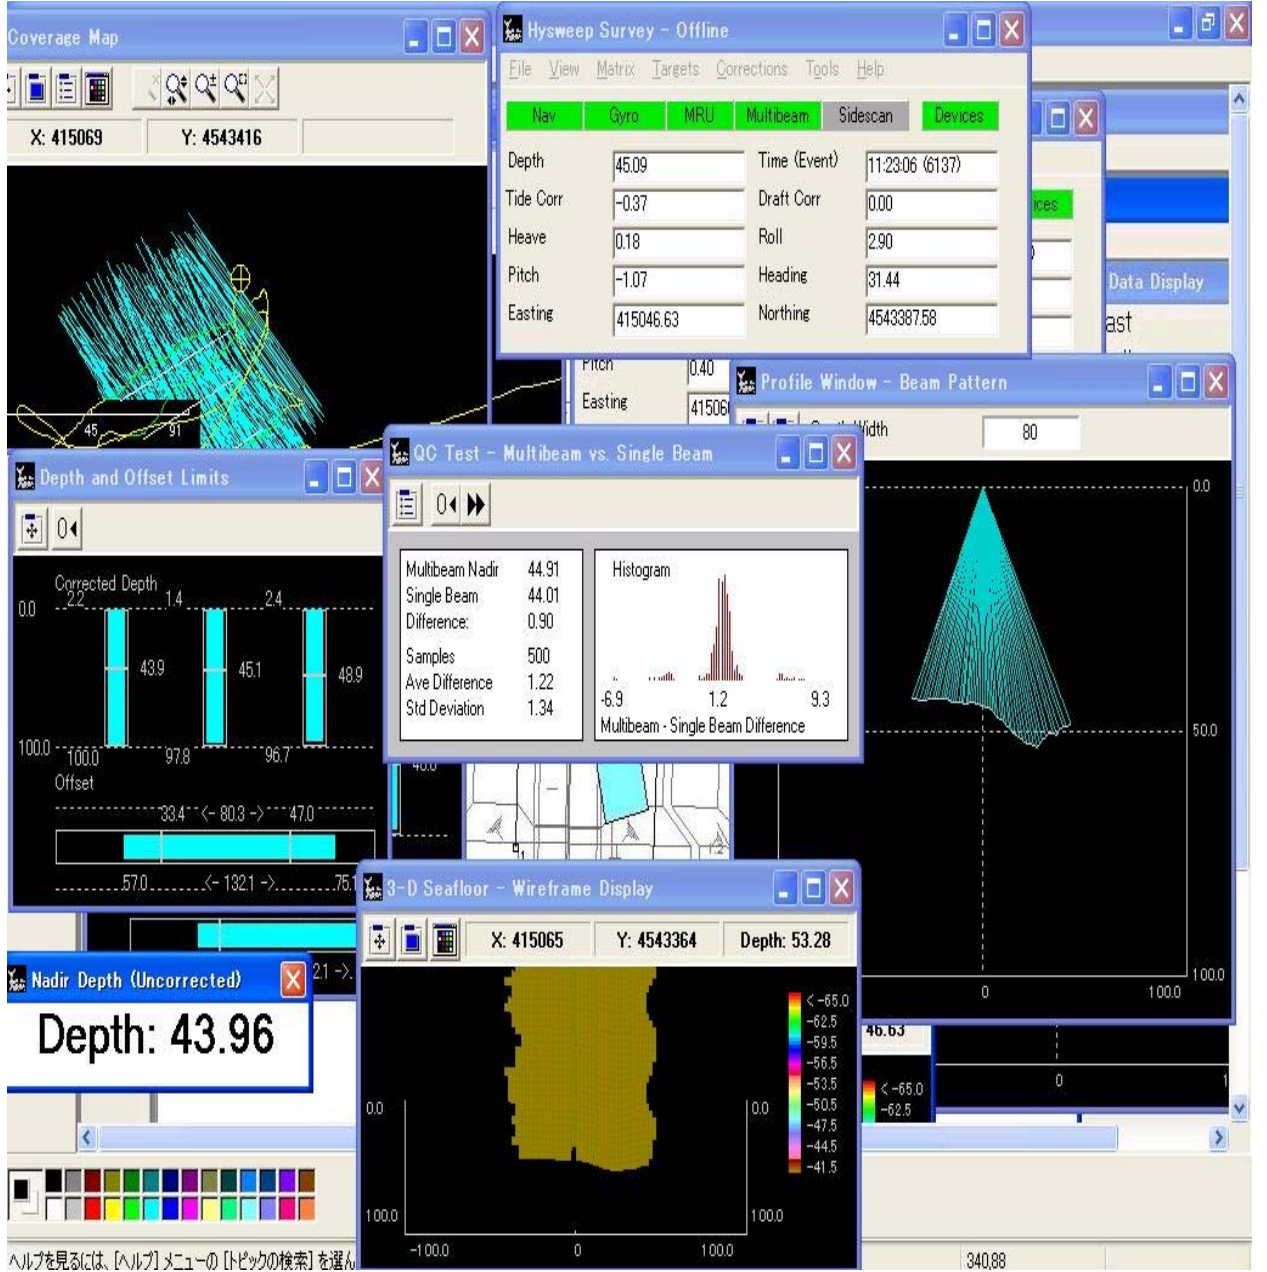 Coverage Map
X: 415069 Y: 4543416
45 91
Hysweep Survey - Offline
File View Matrix Targets Corrections Tools Help
Nav Gyro MRU Multibeam Sidescan Devices
Depth 45.09 Time (Event) 11:23:06 (6137)
Tide Corr -0.37 Draft Corr 0.00
Heave 0.18 Roll 2.90
Pitch -1.07 Heading 31.44
Easting 415046.63 Northing 4543387.58
ices
Data Display
ast
Pitch 0.40
Easting 41506
Profile Window - Beam Pattern
Width 80
0.0
50.0
100.0
0 100.0
Depth and Offset Limits
0◄
Corrected Depth
0.0 2.2 1.4 2.4
43.9 45.1 48.9
100.0 100.0 97.8 96.7
Offset
33.4 <- 80.3 -> 47.0
57.0 <- 132.1 -> 75.1
2.1 ->
QC Test - Multibeam vs. Single Beam
0◄
Multibeam Nadir 44.91
Single Beam 44.01
Difference: 0.90
Samples 500
Ave Difference 1.22
Std Deviation 1.34
Histogram
-6.9 1.2 9.3
Multibeam - Single Beam Difference
Nadir Depth (Uncorrected)
Depth: 43.96
3-D Seafloor - Wireframe Display
X: 415065 Y: 4543364 Depth: 53.28
< -65.0
-62.5
-59.5
-56.5
-53.5
-50.5
-47.5
-44.5
-41.5
0.0 0.0
100.0 100.0
-100.0 0 100.0
46.63
< -65.0
-62.5
0 1
ヘルプを見るには、[ヘルプ] メニューの [トピックの検索] を選ん
340,88